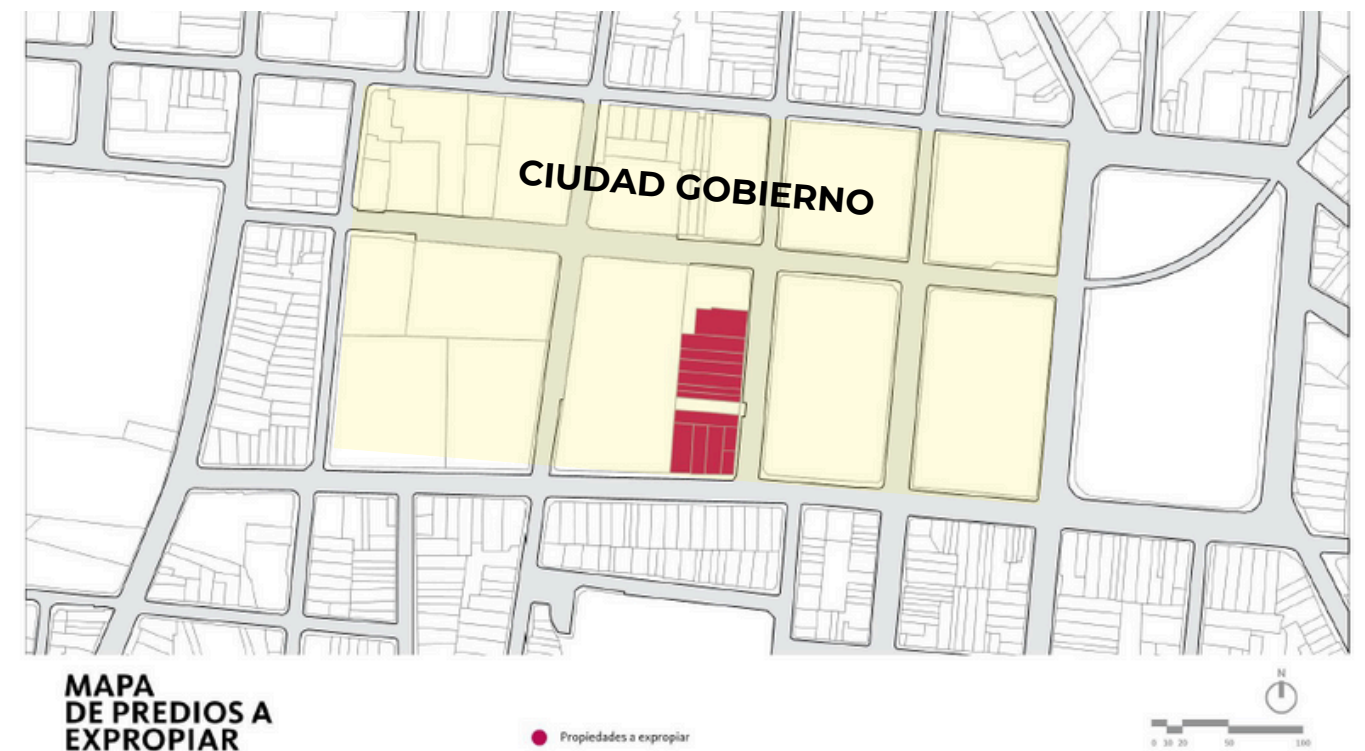 CIUDAD GOBIERNO
MAPA
DE PREDIOS A
EXPROPIAR
Propiedades a expropiar
N
0 10 20 50 100